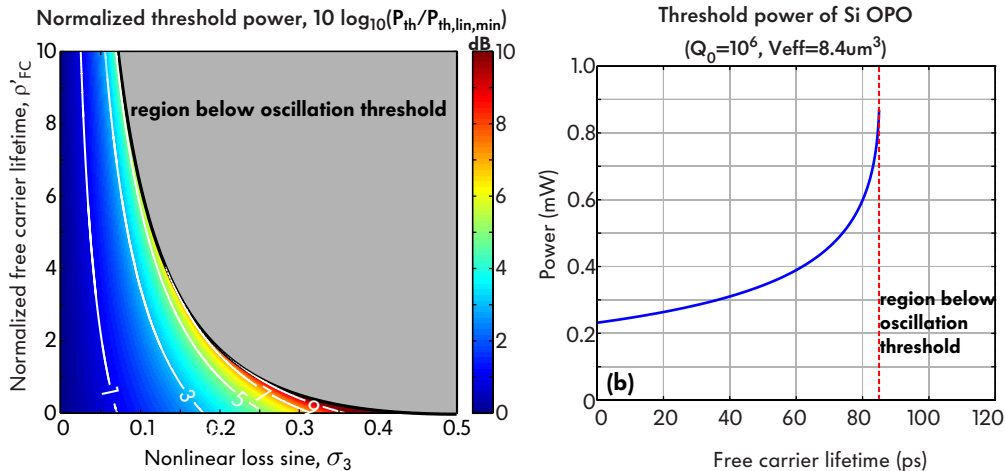 Normalized threshold power, 10 log10(Pth/Pth,lin,min)
dB
10
8
6
4
2
0
Normalized free carrier lifetime, ρ'FC
10
8
6
4
2
0
region below oscillation threshold
1
3
5
7
9
0
0.1
0.2
0.3
0.4
0.5
Nonlinear loss sine, σ3
Threshold power of Si OPO
(Q0=10^6, Veff=8.4um^3)
Power (mW)
1.0
0.8
0.6
0.4
0.2
0
region below
oscillation
threshold
(b)
0
20
40
60
80
100
120
Free carrier lifetime (ps)